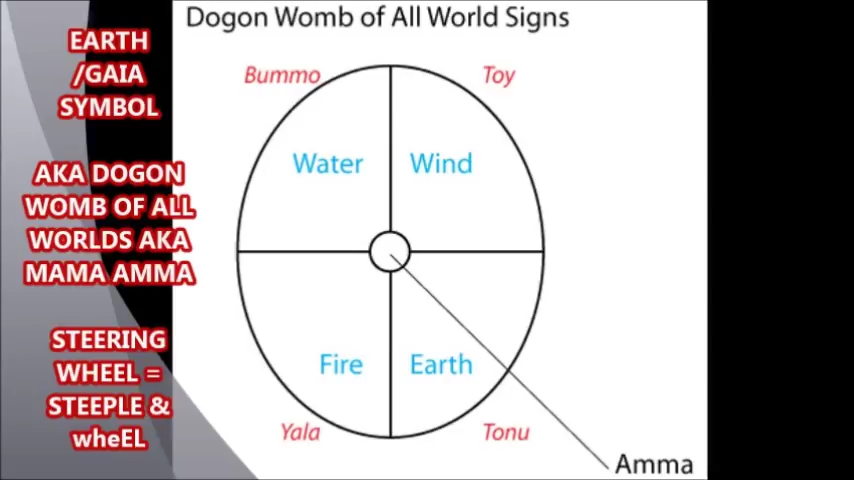 Dogon Womb of All World Signs
EARTH
/GAIA
SYMBOL
AKA DOGON
WOMB OF ALL
WORLDS AKA
MAMA AMMA
STEERING
WHEEL =
STEEPLE &
wheEL
Bummo
Toy
Water
Wind
Fire
Earth
Yala
Tonu
Amma